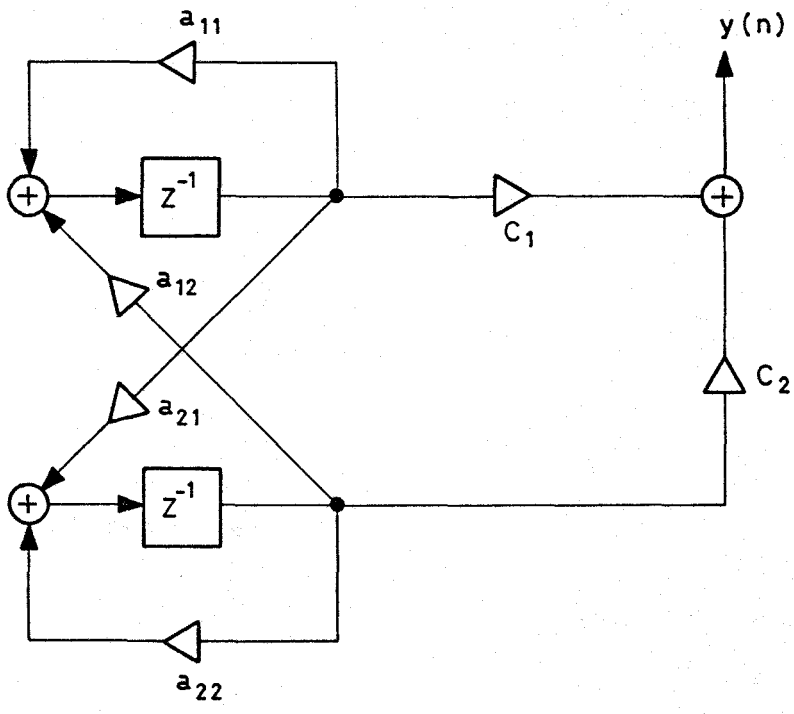 a₁₁
y(n)
+
Z⁻¹
+
C₁
a₁₂
C₂
a₂₁
+
Z⁻¹
a₂₂